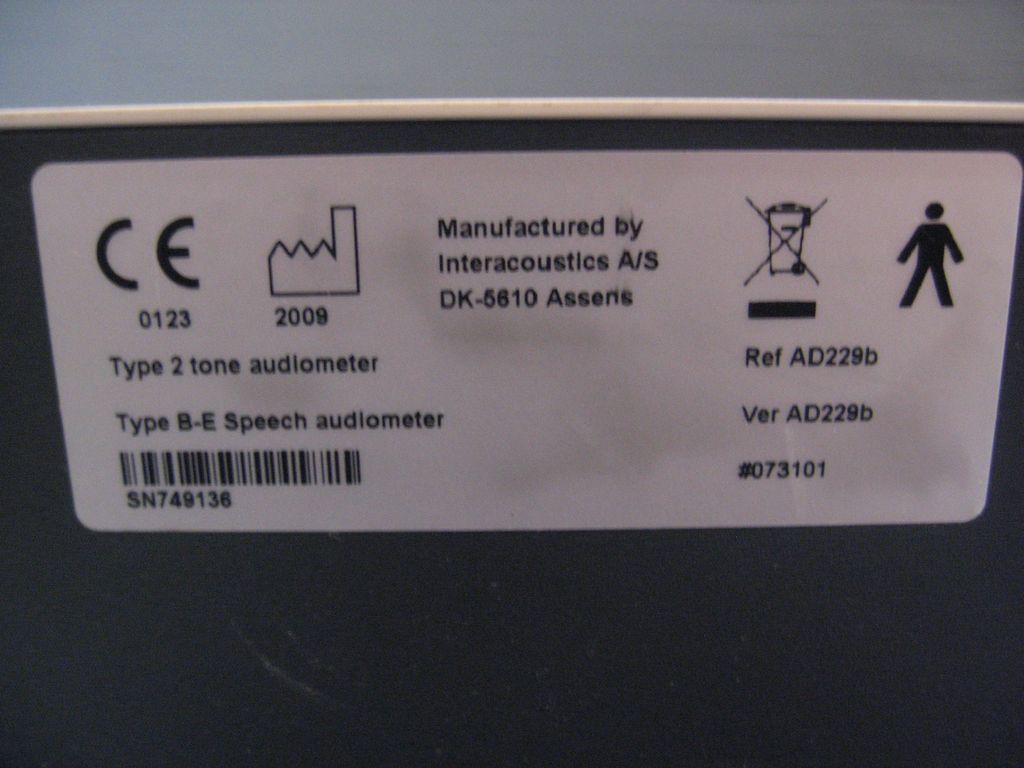 CE
0123
2009
Manufactured by
Interacoustics A/S
DK-5610 Assens
Type 2 tone audiometer
Type B-E Speech audiometer
SN749136
Ref AD229b
Ver AD229b
#073101